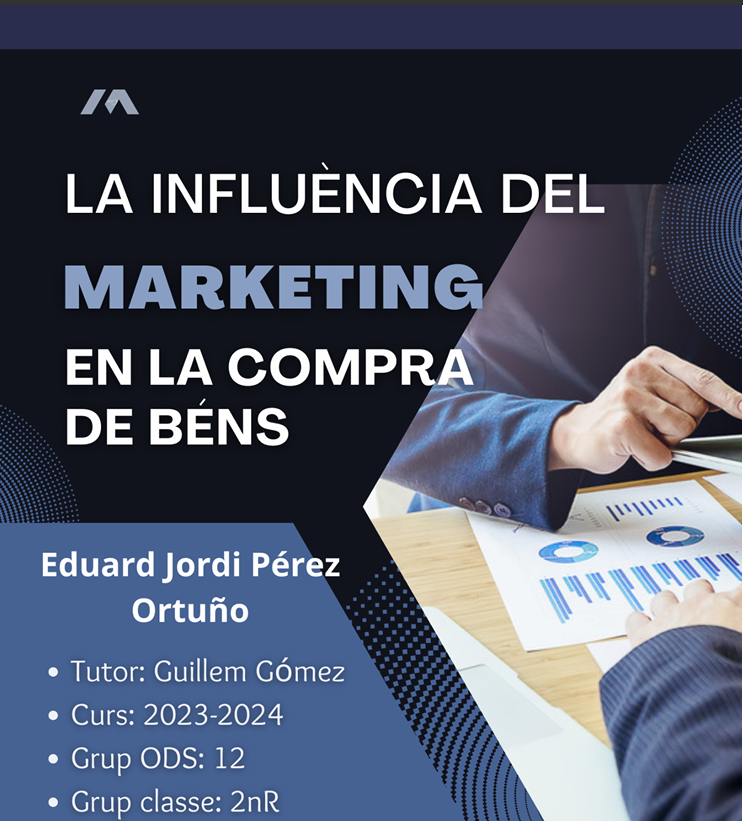 LA INFLUÈNCIA DEL
MARKETING
EN LA COMPRA
DE BÉNS
Eduard Jordi Pérez
Ortuño
• Tutor: Guillem Gómez
• Curs: 2023-2024
• Grup ODS: 12
• Grup classe: 2nR